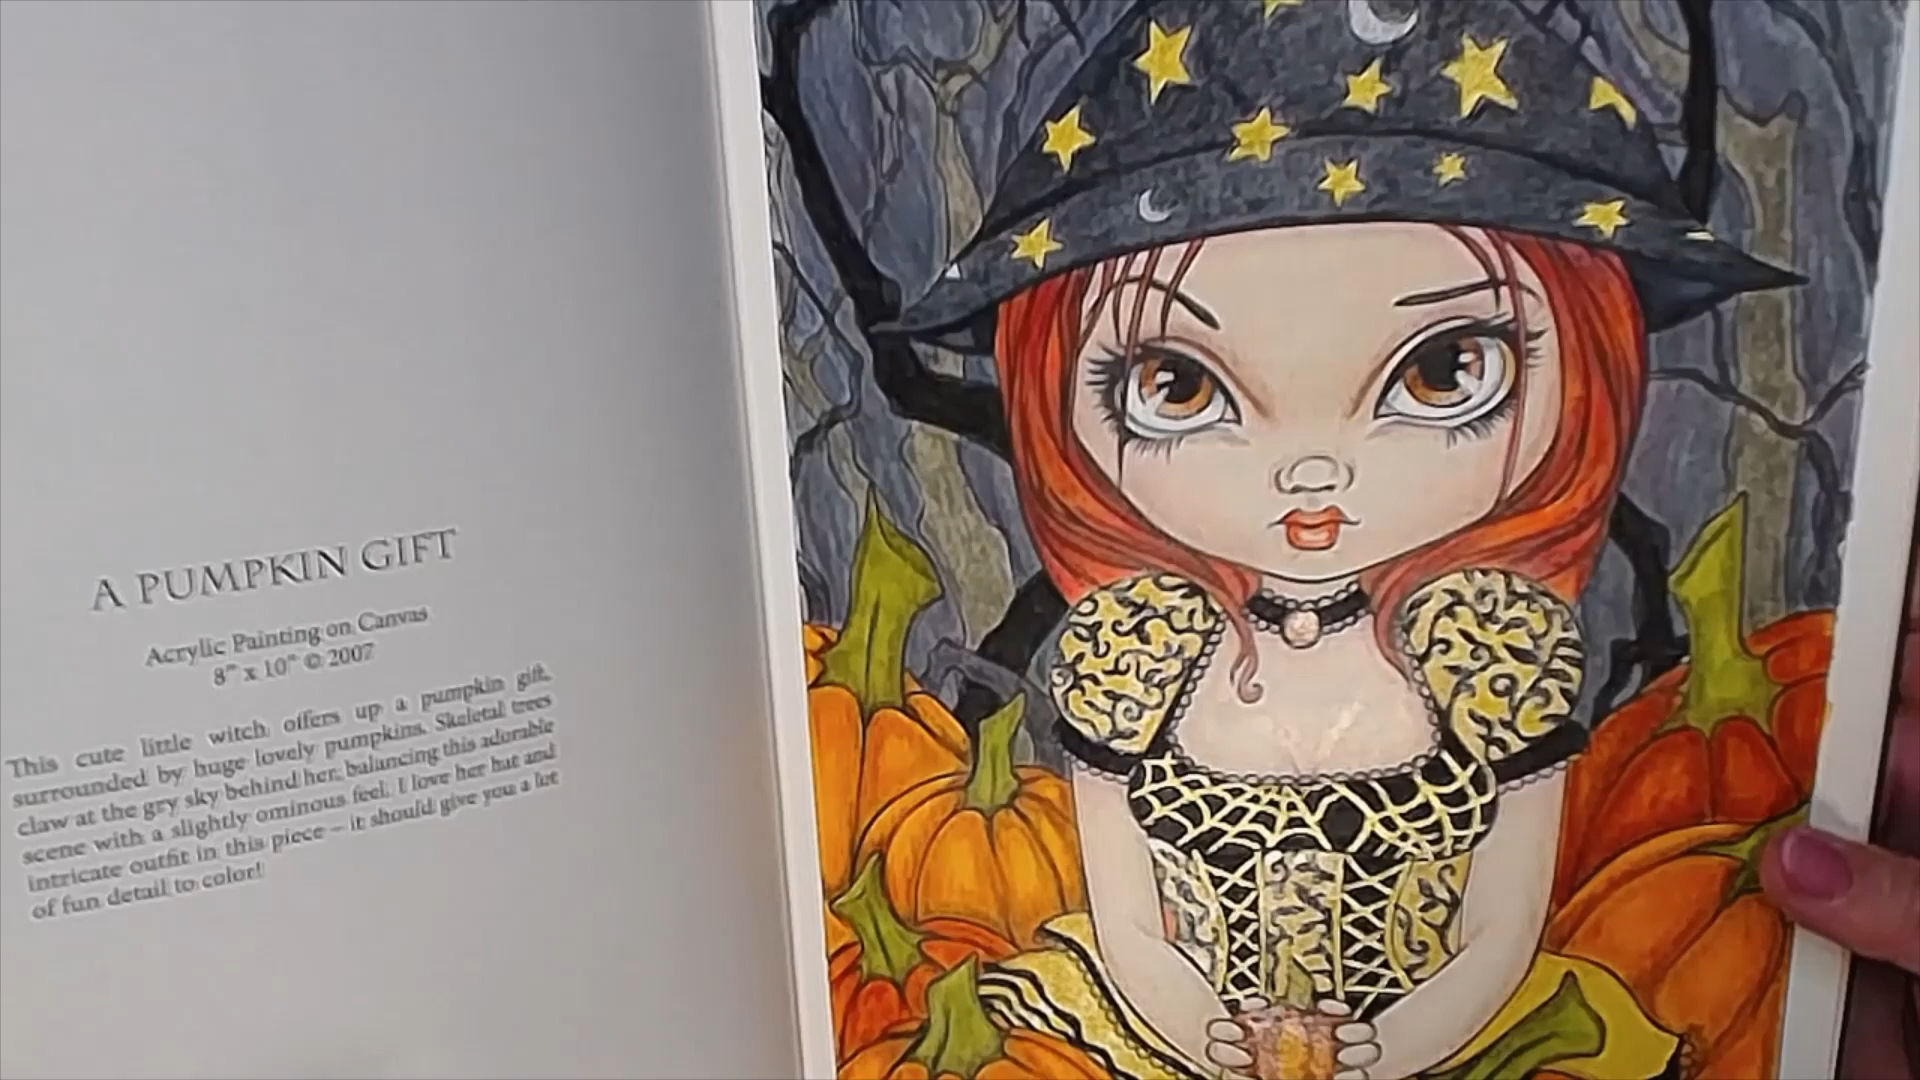 A PUMPKIN GIFT
Acrylic Painting on Canvas
8" x 10" © 2007
This cute little witch offers up a pumpkin gift,
surrounded by huge lovely pumpkins. Skeletal trees
claw at the gry sky behind her, balancing this adorable
scene with a slightly ominous feel. I love her hat and
intricate outfit in this piece – it should give you a lot
of fun detail to color!